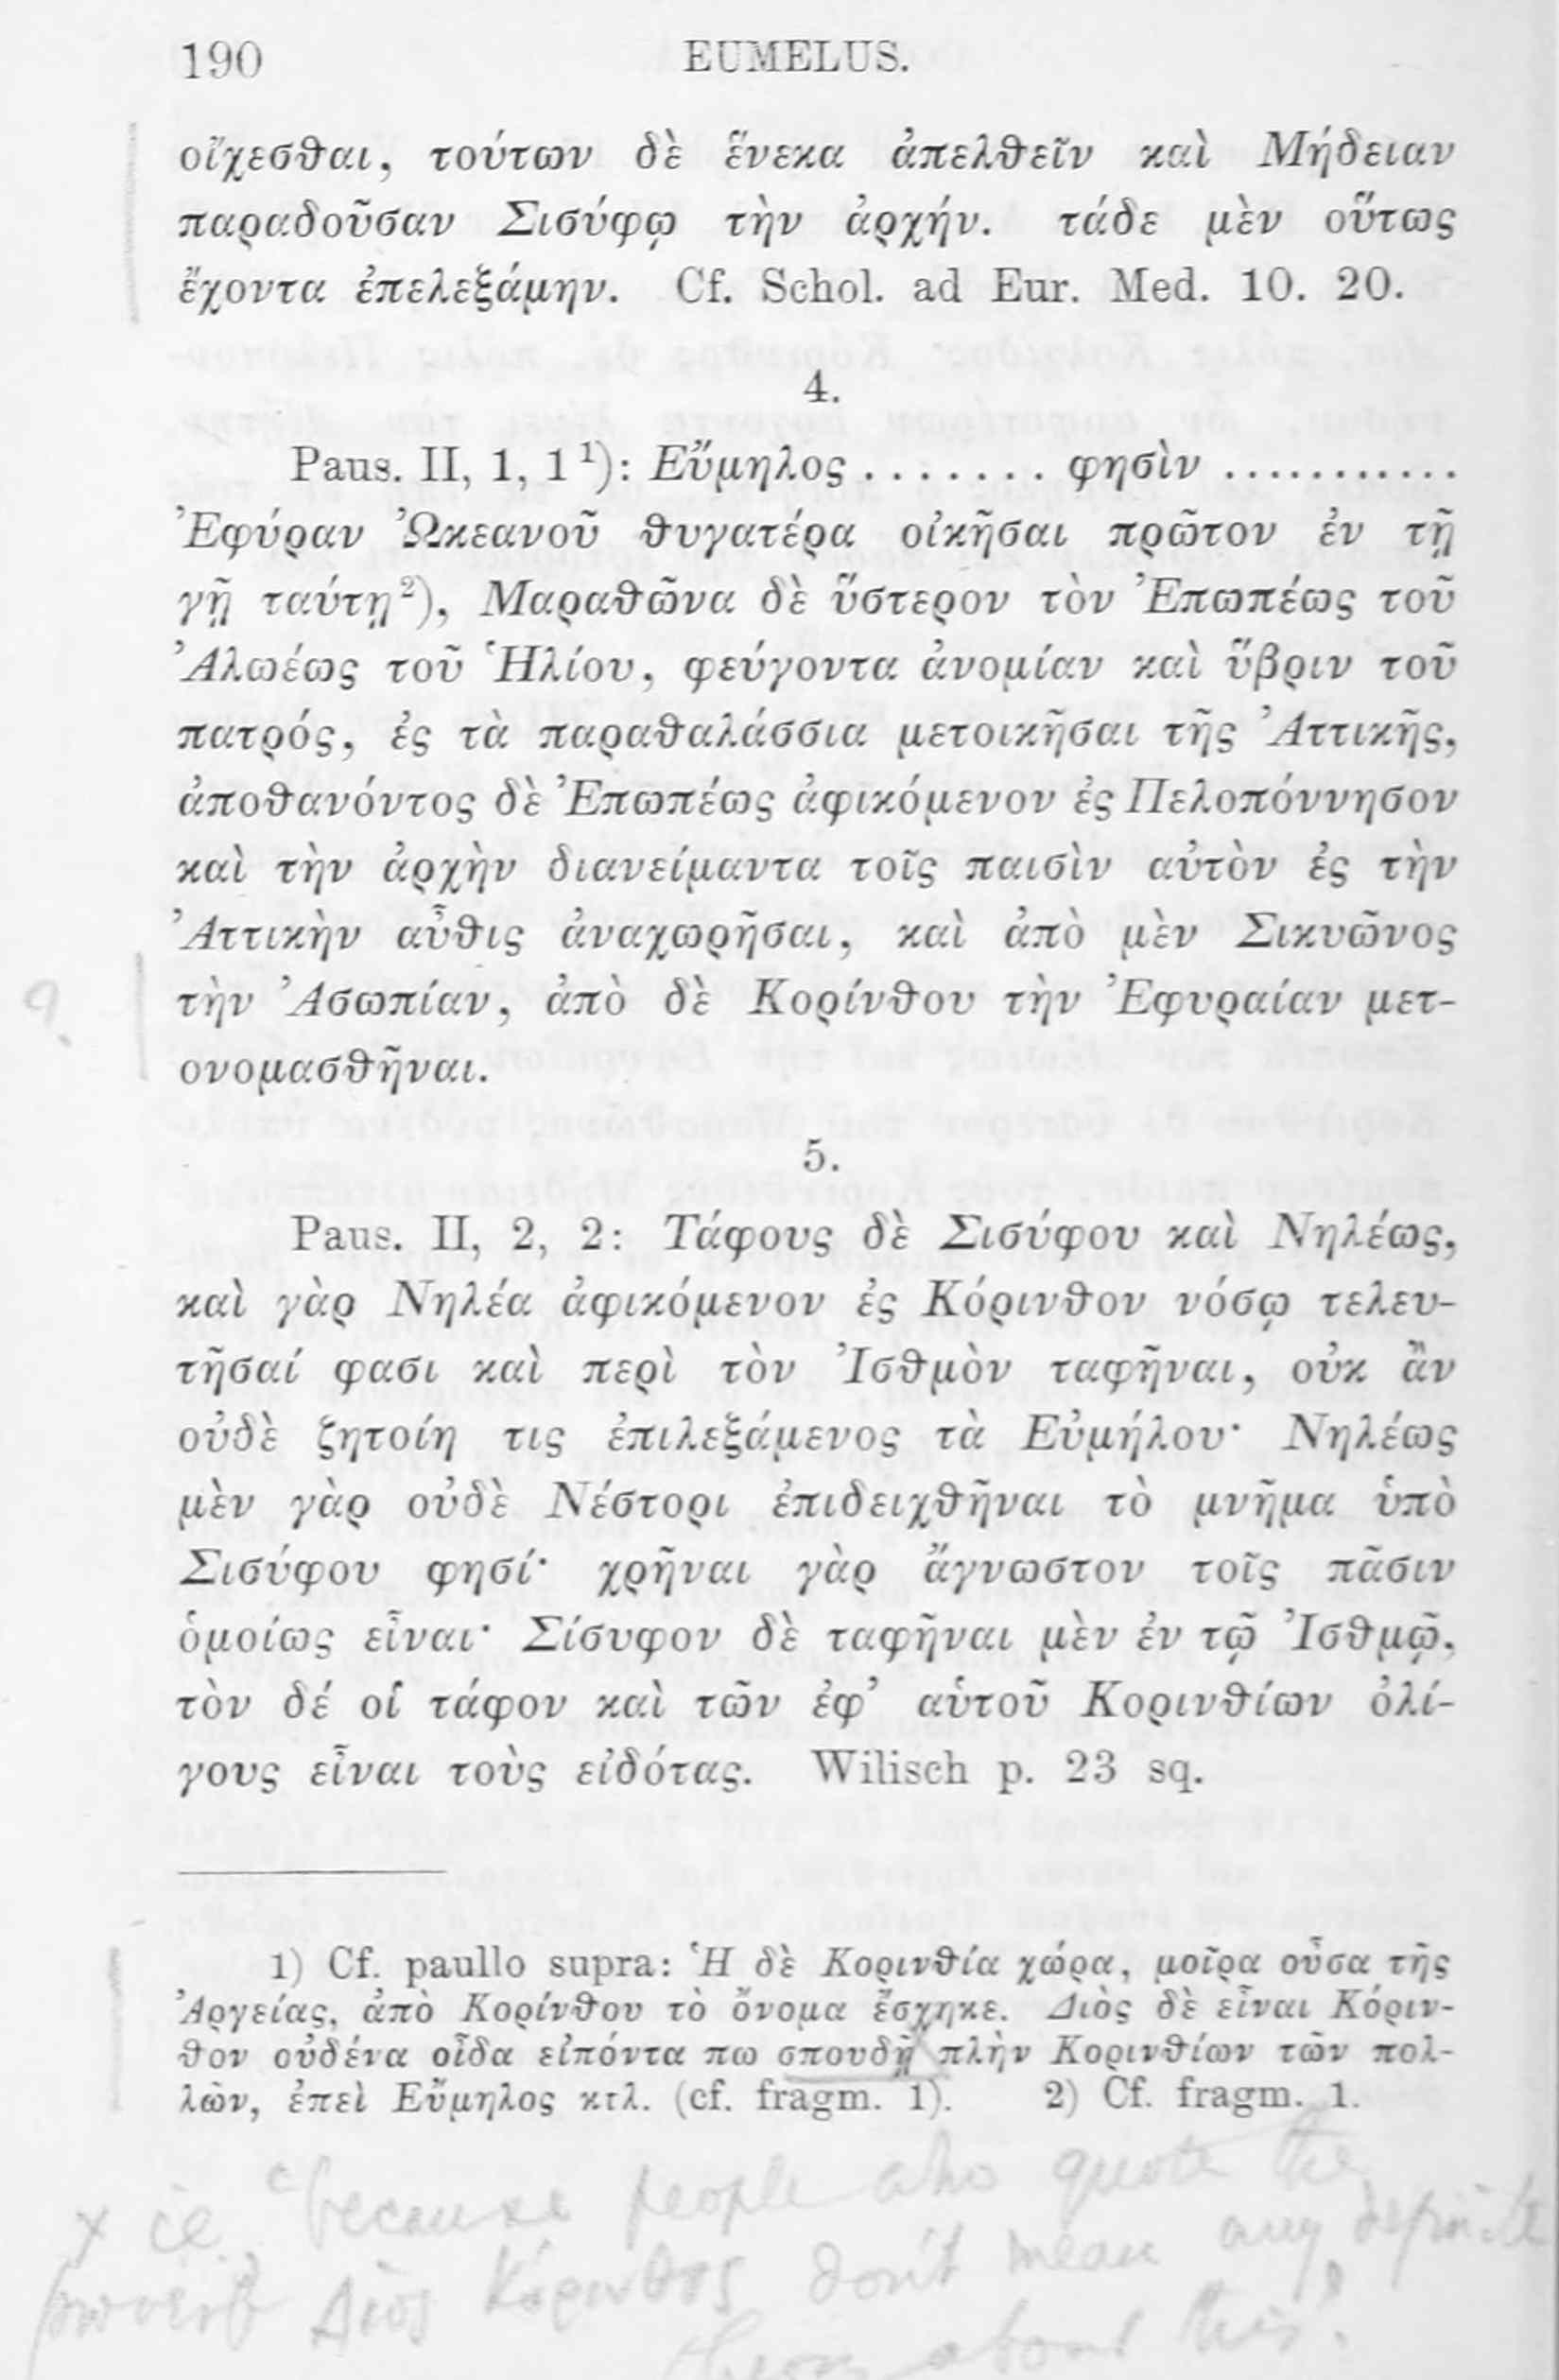 190 EUMELUS.
οἴχεσθαι, τούτων δὲ ἕνεκα ἀπελθεῖν καὶ Μήδειαν
παραδοῦσαν Σισύφῳ τὴν ἀρχήν. τάδε μὲν οὕτως
ἔχοντα ἐπελεξάμην. Cf. Schol. ad Eur. Med. 10. 20.
4.
Paus. II, 1, 1 ¹): Εὔμηλος ....... φησὶν ...........
Ἐφύραν Ὠκεανοῦ θυγατέρα οἰκῆσαι πρῶτον ἐν τῇ
γῇ ταύτῃ ²), Μαραθῶνα δὲ ὕστερον τὸν Ἐπωπέως τοῦ
Ἀλωέως τοῦ Ἡλίου, φεύγοντα ἀνομίαν καὶ ὕβριν τοῦ
πατρός, ἐς τὰ παραθαλάσσια μετοικῆσαι τῆς Ἀττικῆς,
ἀποθανόντος δὲ Ἐπωπέως ἀφικόμενον ἐς Πελοπόννησον
καὶ τὴν ἀρχὴν διανείμαντα τοῖς παισὶν αὐτὸν ἐς τὴν
Ἀττικὴν αὖθις ἀναχωρῆσαι, καὶ ἀπὸ μὲν Σικυῶνος
τὴν Ἀσωπίαν, ἀπὸ δὲ Κορίνθου τὴν Ἐφυραίαν μετ-
ονομασθῆναι.
5.
Paus. II, 2, 2: Τάφους δὲ Σισύφου καὶ Νηλέως,
καὶ γὰρ Νηλέα ἀφικόμενον ἐς Κόρινθον νόσῳ τελευ-
τῆσαί φασι καὶ περὶ τὸν Ἰσθμὸν ταφῆναι, οὐκ ἂν
οὐδὲ ζητοίη τις ἐπιλεξάμενος τὰ Εὐμήλου· Νηλέως
μὲν γὰρ οὐδὲ Νέστορι ἐπιδειχθῆναι τὸ μνῆμα ὑπὸ
Σισύφου φησί· χρῆναι γὰρ ἄγνωστον τοῖς πᾶσιν
ὁμοίως εἶναι· Σίσυφον δὲ ταφῆναι μὲν ἐν τῷ Ἰσθμῷ,
τὸν δέ οἱ τάφον καὶ τῶν ἐφ’ αὑτοῦ Κορινθίων ὀλί-
γους εἶναι τοὺς εἰδότας. Wilisch p. 23 sq.
1) Cf. paullo supra: Ἡ δὲ Κορινθία χώρα, μοῖρα οὖσα τῆς
Ἀργείας, ἀπὸ Κορίνθου τὸ ὄνομα ἔσχηκε. Διὸς δὲ εἶναι Κόριν-
θον οὐδένα οἶδα εἰπόντα πω σπουδῇ πλὴν Κορινθίων τῶν πολ-
λῶν, ἐπεὶ Εὔμηλος κτλ. (cf. fragm. 1). 2) Cf. fragm. 1.
x ie. "because people who quote the
proverb Διὸς Κόρινθος don't mean any definite
about this".